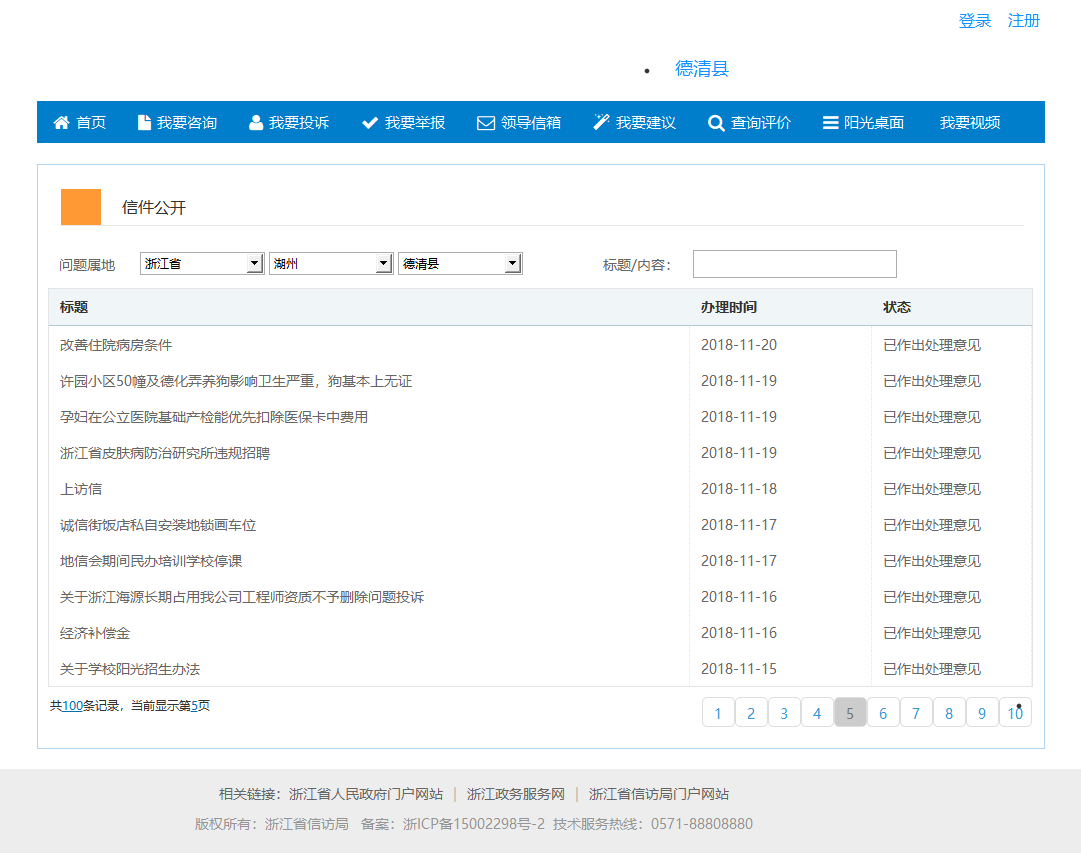 登录 注册
德清县
首页 我要咨询 我要投诉 我要举报 领导信箱 我要建议 查询评价 阳光桌面 我要视频
信件公开
问题属地 浙江省 湖州 德清县 标题/内容：
标题 办理时间 状态
改善住院病房条件 2018-11-20 已作出处理意见
许园小区50幢及德化弄养狗影响卫生严重，狗基本上无证 2018-11-19 已作出处理意见
孕妇在公立医院基础产检能优先扣除医保卡中费用 2018-11-19 已作出处理意见
浙江省皮肤病防治研究所违规招聘 2018-11-19 已作出处理意见
上访信 2018-11-18 已作出处理意见
诚信街饭店私自安装地锁画车位 2018-11-17 已作出处理意见
地信会期间民办培训学校停课 2018-11-17 已作出处理意见
关于浙江海源长期占用我公司工程师资质不予删除问题投诉 2018-11-16 已作出处理意见
经济补偿金 2018-11-16 已作出处理意见
关于学校阳光招生办法 2018-11-15 已作出处理意见
共100条记录，当前显示第5页 1 2 3 4 5 6 7 8 9 10
相关链接：浙江省人民政府门户网站 | 浙江政务服务网 | 浙江省信访局门户网站
版权所有：浙江省信访局 备案：浙ICP备15002298号-2 技术服务热线：0571-88808880